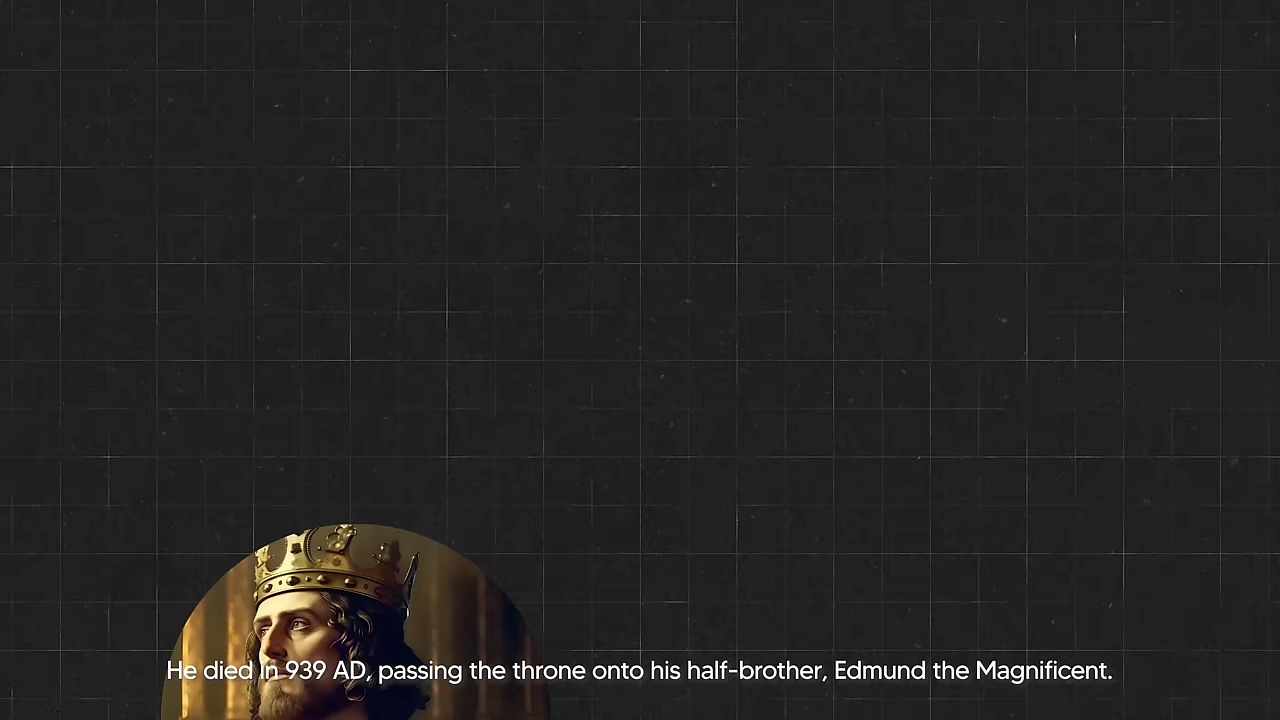 He died in 939 AD, passing the throne onto his half-brother, Edmund the Magnificent.